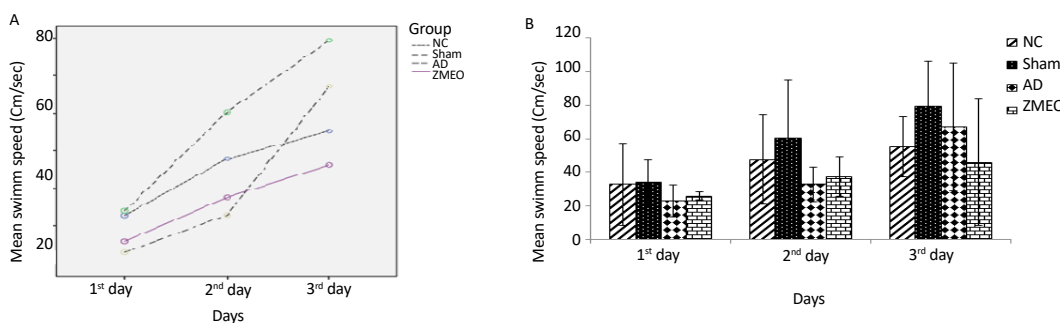 A
Mean swimm speed (Cm/sec)
80
60
40
20
1st day
2nd day
3rd day
Days
Group
NC
Sham
AD
ZMEO
B
Mean swimm speed (Cm/sec)
120
100
80
60
40
20
0
1st day
2nd day
3rd day
Days
NC
Sham
AD
ZMEO